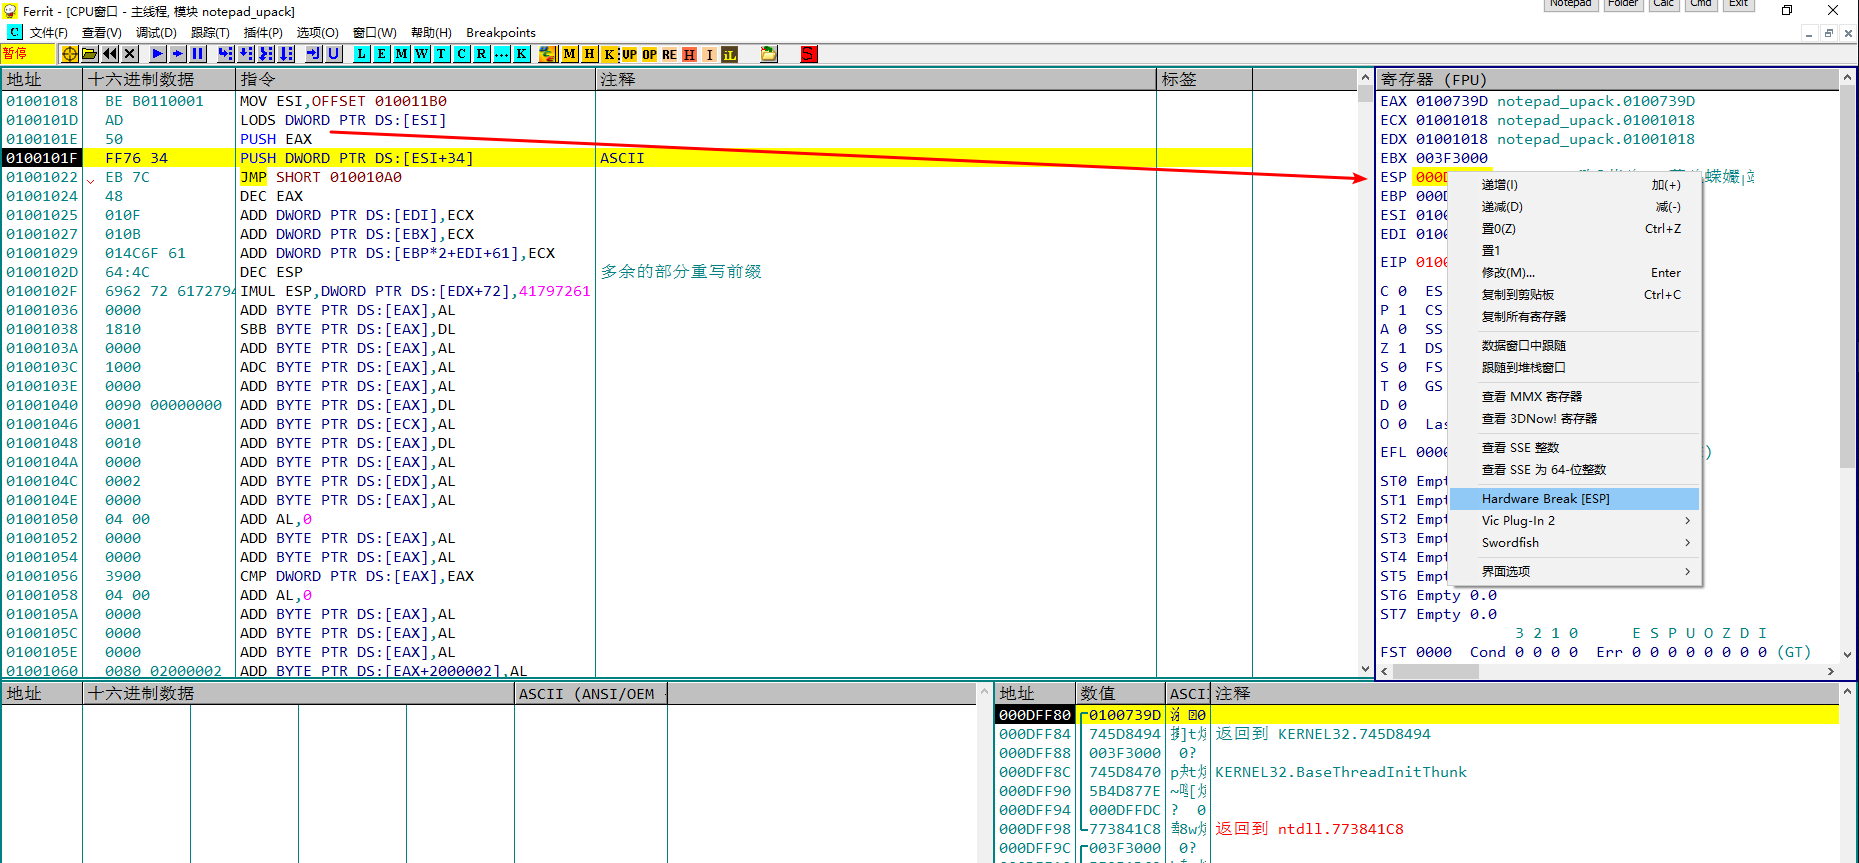 Ferrit - [CPU窗口 - 主线程, 模块 notepad_upack]
Notepad Folder Calc Cmd Exit
C 文件(F) 查看(V) 调试(D) 跟踪(T) 插件(P) 选项(O) 窗口(W) 帮助(H) Breakpoints
暂停 L E M W T C R ... K M H K UP OP RE H I iL S
地址 十六进制数据 指令 注释 标签
01001018 BE B0110001 MOV ESI,OFFSET 010011B0
0100101D AD LODS DWORD PTR DS:[ESI]
0100101E 50 PUSH EAX
0100101F FF76 34 PUSH DWORD PTR DS:[ESI+34] ASCII
01001022 EB 7C JMP SHORT 010010A0
01001024 48 DEC EAX
01001025 010F ADD DWORD PTR DS:[EDI],ECX
01001027 010B ADD DWORD PTR DS:[EBX],ECX
01001029 014C6F 61 ADD DWORD PTR DS:[EBP*2+EDI+61],ECX
0100102D 64:4C DEC ESP 多余的部分重写前缀
0100102F 6962 72 6172794 IMUL ESP,DWORD PTR DS:[EDX+72],41797261
01001036 0000 ADD BYTE PTR DS:[EAX],AL
01001038 1810 SBB BYTE PTR DS:[EAX],DL
0100103A 0000 ADD BYTE PTR DS:[EAX],AL
0100103C 1000 ADC BYTE PTR DS:[EAX],AL
0100103E 0000 ADD BYTE PTR DS:[EAX],AL
01001040 0090 00000000 ADD BYTE PTR DS:[EAX],DL
01001046 0001 ADD BYTE PTR DS:[ECX],AL
01001048 0010 ADD BYTE PTR DS:[EAX],DL
0100104A 0000 ADD BYTE PTR DS:[EAX],AL
0100104C 0002 ADD BYTE PTR DS:[EDX],AL
0100104E 0000 ADD BYTE PTR DS:[EAX],AL
01001050 04 00 ADD AL,0
01001052 0000 ADD BYTE PTR DS:[EAX],AL
01001054 0000 ADD BYTE PTR DS:[EAX],AL
01001056 3900 CMP DWORD PTR DS:[EAX],EAX
01001058 04 00 ADD AL,0
0100105A 0000 ADD BYTE PTR DS:[EAX],AL
0100105C 0000 ADD BYTE PTR DS:[EAX],AL
0100105E 0000 ADD BYTE PTR DS:[EAX],AL
01001060 0080 02000002 ADD BYTE PTR DS:[EAX+2000002],AL
寄存器 (FPU)
EAX 0100739D notepad_upack.0100739D
ECX 01001018 notepad_upack.01001018
EDX 01001018 notepad_upack.01001018
EBX 003F3000
ESP 000D
EBP 000D
ESI 0100
EDI 0100
EIP 0100
C 0 ES
P 1 CS
A 0 SS
Z 1 DS
S 0 FS
T 0 GS
D 0
O 0 Las
EFL 0000 )
ST0 Empt
ST1 Empt
ST2 Empt
ST3 Empt
ST4 Empt
ST5 Empt
ST6 Empty 0.0
ST7 Empty 0.0
3 2 1 0 E S P U O Z D I
FST 0000 Cond 0 0 0 0 Err 0 0 0 0 0 0 0 0 (GT)
递增(I) 加(+)
递减(D) 减(-)
置0(Z) Ctrl+Z
置1
修改(M)... Enter
复制到剪贴板 Ctrl+C
复制所有寄存器
数据窗口中跟随
跟随到堆栈窗口
查看 MMX 寄存器
查看 3DNow! 寄存器
查看 SSE 整数
查看 SSE 为 64-位整数
Hardware Break [ESP]
Vic Plug-In 2
Swordfish
界面选项
地址 十六进制数据 ASCII (ANSI/OEM
地址 数值 ASCI 注释
000DFF80 0100739D
000DFF84 745D8494 返回到 KERNEL32.745D8494
000DFF88 003F3000 0?
000DFF8C 745D8470 KERNEL32.BaseThreadInitThunk
000DFF90 5B4D877E
000DFF94 000DFFDC ? 0
000DFF98 773841C8 返回到 ntdll.773841C8
000DFF9C 003F3000 0?